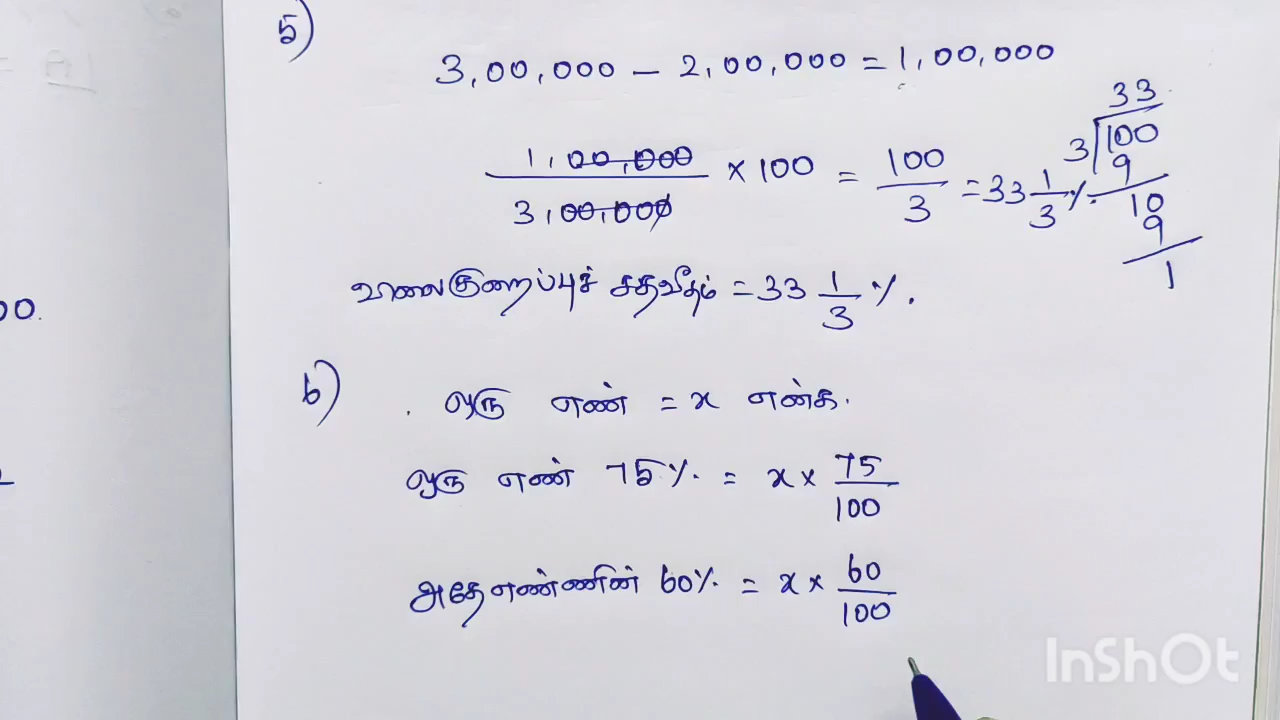 5)
3,00,000 – 2,00,000 = 1,00,000
1,00,000 / 3,00,000 × 100 = 100 / 3 = 33 1/3 %.
33
3 100
9
10
9
1
விலைகுறைப்புச் சதவீதம் = 33 1/3 %.
6) ஒரு எண் = x என்க.
ஒரு எண் 75% = x × 75/100
அதே எண்ணின் 60% = x × 60/100
00.
InShOt